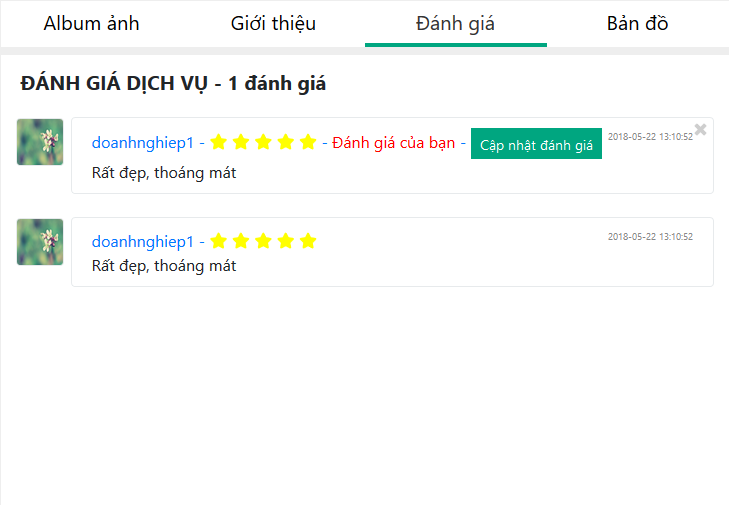 Album ảnh Giới thiệu Đánh giá Bản đồ
ĐÁNH GIÁ DỊCH VỤ - 1 đánh giá
doanhnghiep1 - - Đánh giá của bạn - Cập nhật đánh giá 2018-05-22 13:10:52
Rất đẹp, thoáng mát
doanhnghiep1 - 2018-05-22 13:10:52
Rất đẹp, thoáng mát